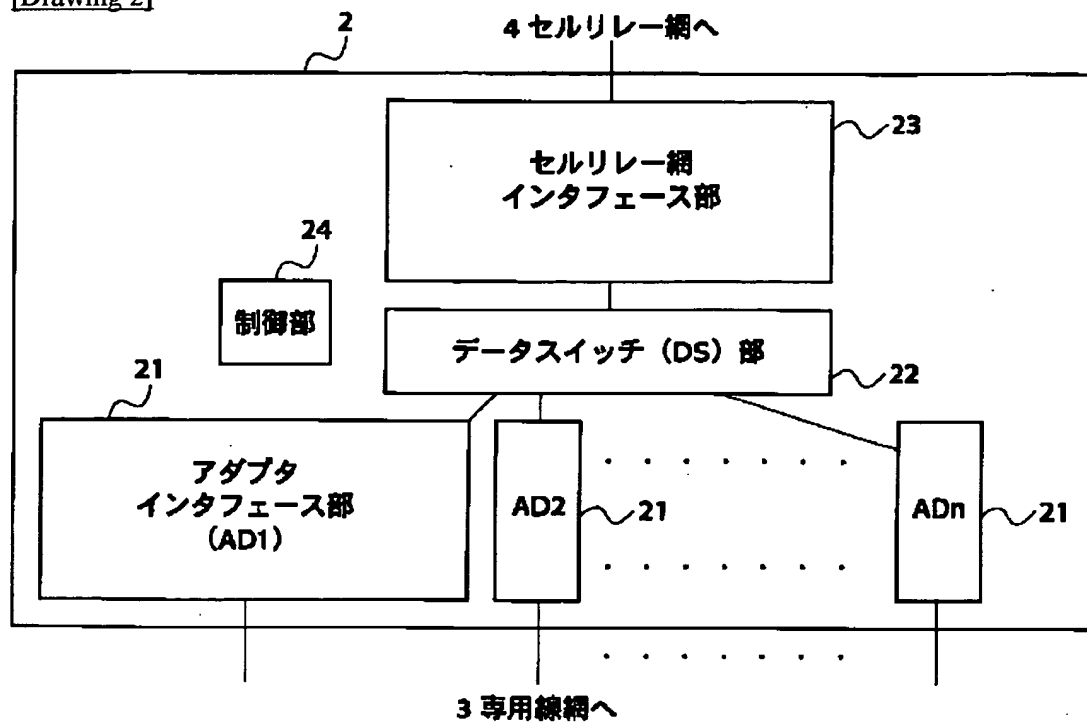 [Drawing 2]
2
4 セルリレー網へ
23
セルリレー網
インタフェース部
24
制御部
データスイッチ（DS）部
22
21
アダプタ
インタフェース部
（AD1）
AD2
21
ADn
21
3 専用線網へ